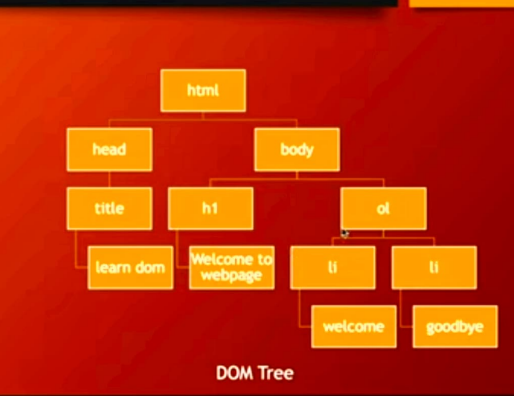 html
head
body
title
h1
ol
learn dom
Welcome to
webpage
li
li
welcome
goodbye
DOM Tree